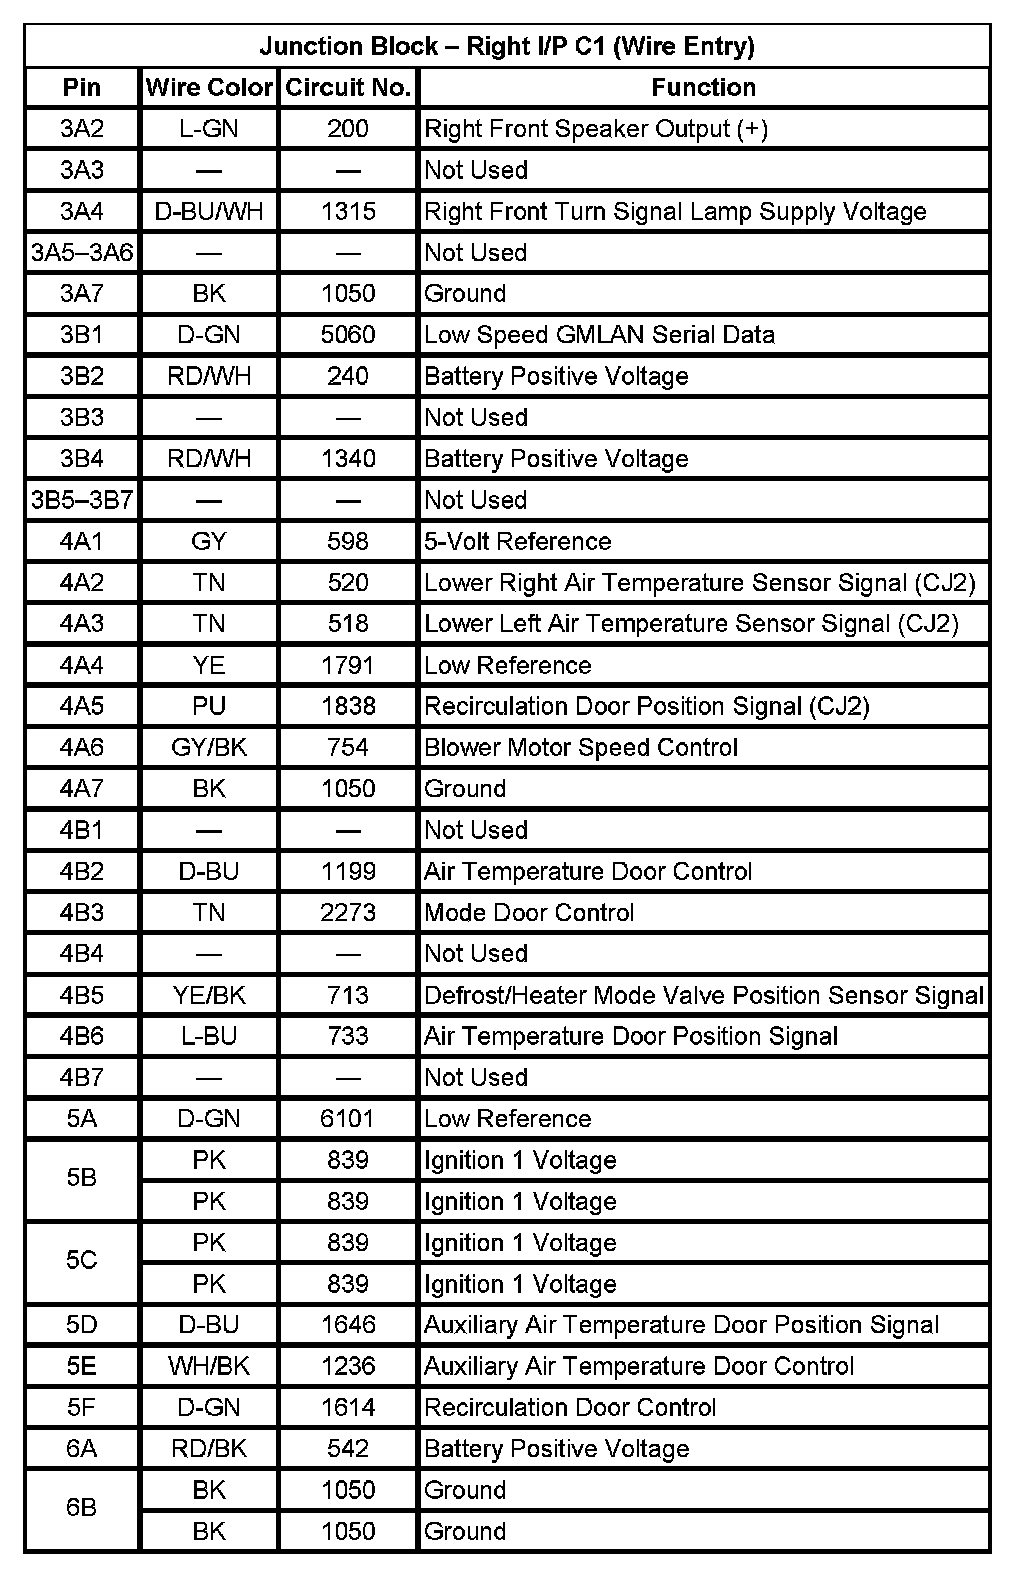 Junction Block – Right I/P C1 (Wire Entry)
Pin Wire Color Circuit No. Function
3A2 L-GN 200 Right Front Speaker Output (+)
3A3 — — Not Used
3A4 D-BU/WH 1315 Right Front Turn Signal Lamp Supply Voltage
3A5–3A6 — — Not Used
3A7 BK 1050 Ground
3B1 D-GN 5060 Low Speed GMLAN Serial Data
3B2 RD/WH 240 Battery Positive Voltage
3B3 — — Not Used
3B4 RD/WH 1340 Battery Positive Voltage
3B5–3B7 — — Not Used
4A1 GY 598 5-Volt Reference
4A2 TN 520 Lower Right Air Temperature Sensor Signal (CJ2)
4A3 TN 518 Lower Left Air Temperature Sensor Signal (CJ2)
4A4 YE 1791 Low Reference
4A5 PU 1838 Recirculation Door Position Signal (CJ2)
4A6 GY/BK 754 Blower Motor Speed Control
4A7 BK 1050 Ground
4B1 — — Not Used
4B2 D-BU 1199 Air Temperature Door Control
4B3 TN 2273 Mode Door Control
4B4 — — Not Used
4B5 YE/BK 713 Defrost/Heater Mode Valve Position Sensor Signal
4B6 L-BU 733 Air Temperature Door Position Signal
4B7 — — Not Used
5A D-GN 6101 Low Reference
5B PK 839 Ignition 1 Voltage
PK 839 Ignition 1 Voltage
5C PK 839 Ignition 1 Voltage
PK 839 Ignition 1 Voltage
5D D-BU 1646 Auxiliary Air Temperature Door Position Signal
5E WH/BK 1236 Auxiliary Air Temperature Door Control
5F D-GN 1614 Recirculation Door Control
6A RD/BK 542 Battery Positive Voltage
6B BK 1050 Ground
BK 1050 Ground